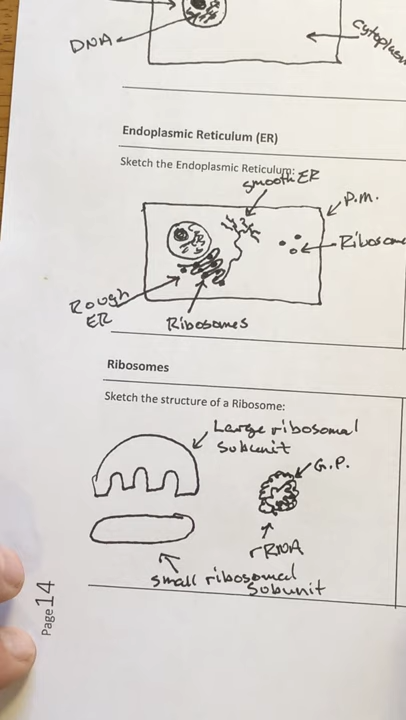 DNA
cytoplasm
Endoplasmic Reticulum (ER)
Sketch the Endoplasmic Reticulum:
smooth ER
P.M.
Ribosome
Rough
ER
Ribosomes
Ribosomes
Sketch the structure of a Ribosome:
Large ribosomal
subunit
G.P.
rRNA
small ribosomal
subunit
Page 14